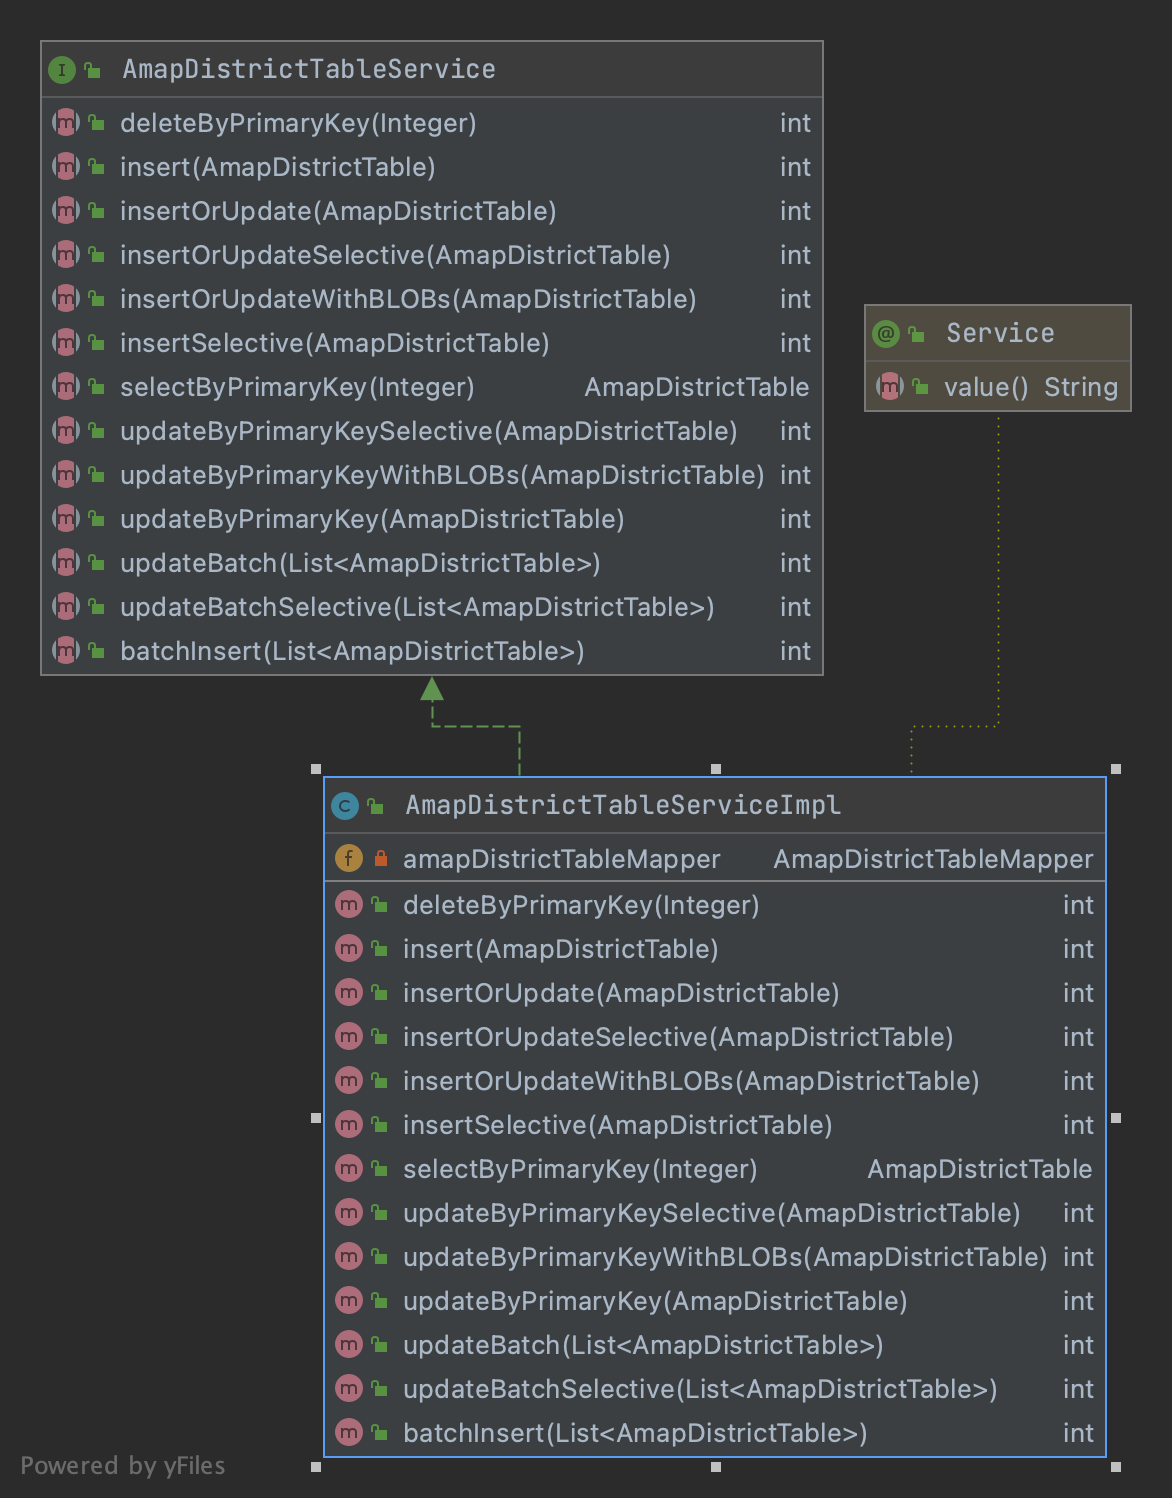 AmapDistrictTableService
deleteByPrimaryKey(Integer) int
insert(AmapDistrictTable) int
insertOrUpdate(AmapDistrictTable) int
insertOrUpdateSelective(AmapDistrictTable) int
insertOrUpdateWithBLOBs(AmapDistrictTable) int
insertSelective(AmapDistrictTable) int
selectByPrimaryKey(Integer) AmapDistrictTable
updateByPrimaryKeySelective(AmapDistrictTable) int
updateByPrimaryKeyWithBLOBs(AmapDistrictTable) int
updateByPrimaryKey(AmapDistrictTable) int
updateBatch(List<AmapDistrictTable>) int
updateBatchSelective(List<AmapDistrictTable>) int
batchInsert(List<AmapDistrictTable>) int
Service
value() String
AmapDistrictTableServiceImpl
amapDistrictTableMapper AmapDistrictTableMapper
deleteByPrimaryKey(Integer) int
insert(AmapDistrictTable) int
insertOrUpdate(AmapDistrictTable) int
insertOrUpdateSelective(AmapDistrictTable) int
insertOrUpdateWithBLOBs(AmapDistrictTable) int
insertSelective(AmapDistrictTable) int
selectByPrimaryKey(Integer) AmapDistrictTable
updateByPrimaryKeySelective(AmapDistrictTable) int
updateByPrimaryKeyWithBLOBs(AmapDistrictTable) int
updateByPrimaryKey(AmapDistrictTable) int
updateBatch(List<AmapDistrictTable>) int
updateBatchSelective(List<AmapDistrictTable>) int
batchInsert(List<AmapDistrictTable>) int
Powered by yFiles